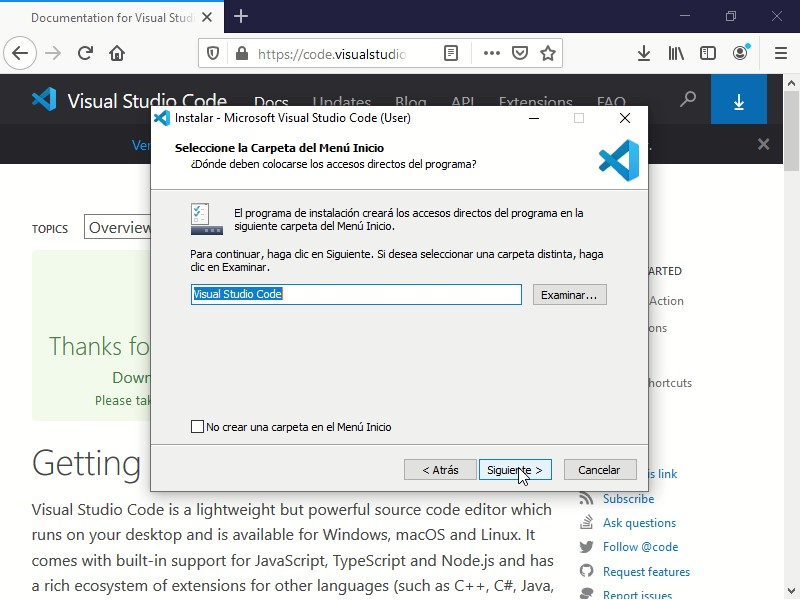 Documentation for Visual Studi
https://code.visualstudio
Visual Studio Code
Docs
Updates
Blog
API
Extensions
FAQ
Instalar - Microsoft Visual Studio Code (User)
Seleccione la Carpeta del Menú Inicio
¿Dónde deben colocarse los accesos directos del programa?
El programa de instalación creará los accesos directos del programa en la
siguiente carpeta del Menú Inicio.
Para continuar, haga clic en Siguiente. Si desea seleccionar una carpeta distinta, haga
clic en Examinar.
Visual Studio Code
Examinar...
No crear una carpeta en el Menú Inicio
< Atrás
Siguiente >
Cancelar
TOPICS
Overview
Thanks fo
Down
Please tak
ARTED
Action
ons
hortcuts
is link
Subscribe
Ask questions
Follow @code
Request features
Report issues
Getting
Visual Studio Code is a lightweight but powerful source code editor which
runs on your desktop and is available for Windows, macOS and Linux. It
comes with built-in support for JavaScript, TypeScript and Node.js and has
a rich ecosystem of extensions for other languages (such as C++, C#, Java,